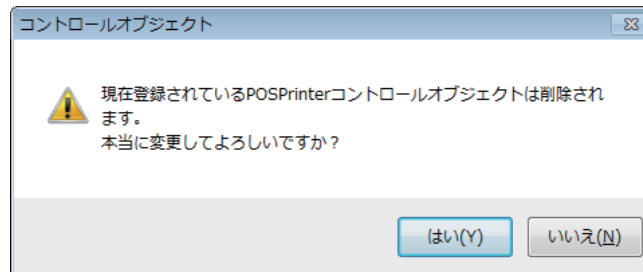 コントロールオブジェクト
現在登録されているPOSPrinterコントロールオブジェクトは削除され
ます。
本当に変更してよろしいですか？
はい(Y)
いいえ(N)